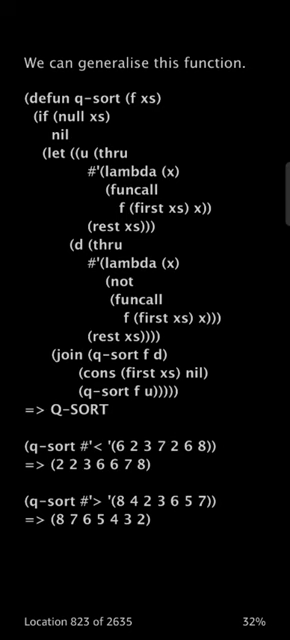 We can generalise this function.
(defun q-sort (f xs)
(if (null xs)
nil
(let ((u (thru
#'(lambda (x)
(funcall
f (first xs) x))
(rest xs)))
(d (thru
#'(lambda (x)
(not
(funcall
f (first xs) x)))
(rest xs))))
(join (q-sort f d)
(cons (first xs) nil)
(q-sort f u)))))
=> Q-SORT
(q-sort #'< '(6 2 3 7 2 6 8))
=> (2 2 3 6 6 7 8)
(q-sort #'> '(8 4 2 3 6 5 7))
=> (8 7 6 5 4 3 2)
Location 823 of 2635 32%